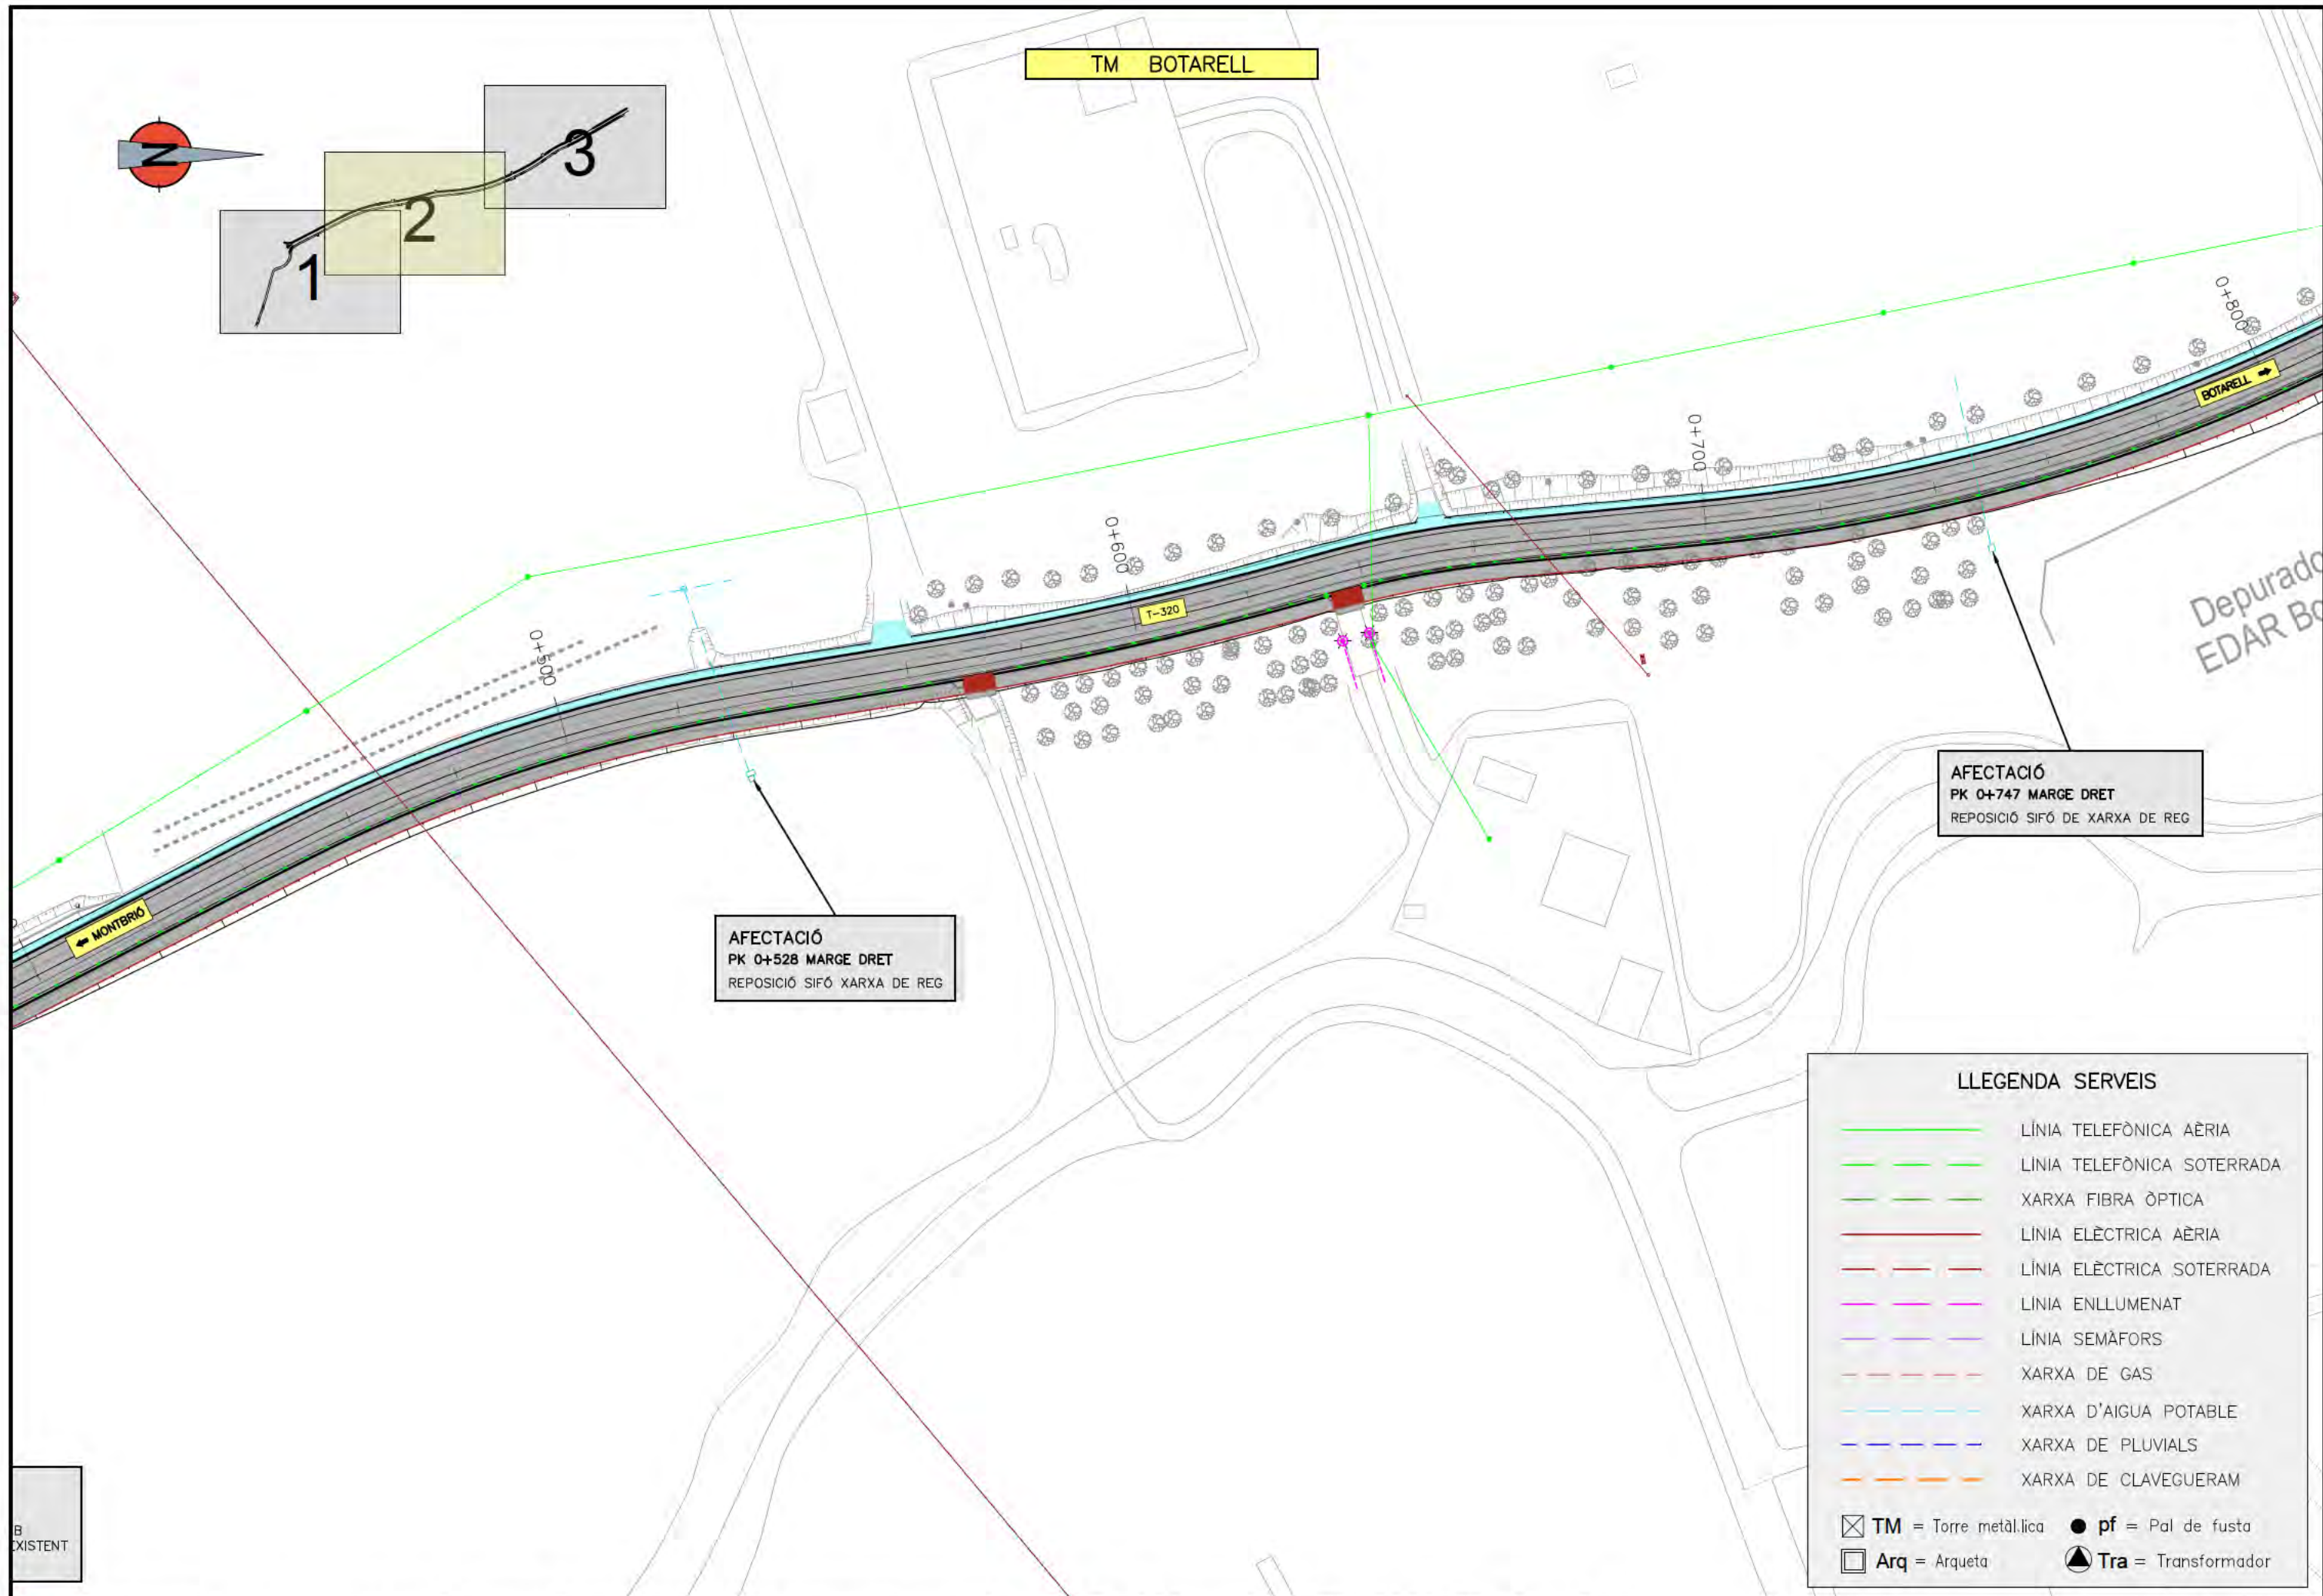 TM BOTARELL
N
1
2
3
0+500
0+600
0+700
0+800
T-320
MONTBRIÓ
BOTARELL
AFECTACIÓ
PK 0+528 MARGE DRET
REPOSICIÓ SIFÓ XARXA DE REG
AFECTACIÓ
PK 0+747 MARGE DRET
REPOSICIÓ SIFÓ DE XARXA DE REG
Depurado
EDAR Bo
B
EXISTENT
LLEGENDA SERVEIS
LÍNIA TELEFÒNICA AÈRIA
LÍNIA TELEFÒNICA SOTERRADA
XARXA FIBRA ÒPTICA
LÍNIA ELÈCTRICA AÈRIA
LÍNIA ELÈCTRICA SOTERRADA
LÍNIA ENLLUMENAT
LÍNIA SEMÀFORS
XARXA DE GAS
XARXA D'AIGUA POTABLE
XARXA DE PLUVIALS
XARXA DE CLAVEGUERAM
TM = Torre metàl.lica
pf = Pal de fusta
Arq = Arqueta
Tra = Transformador